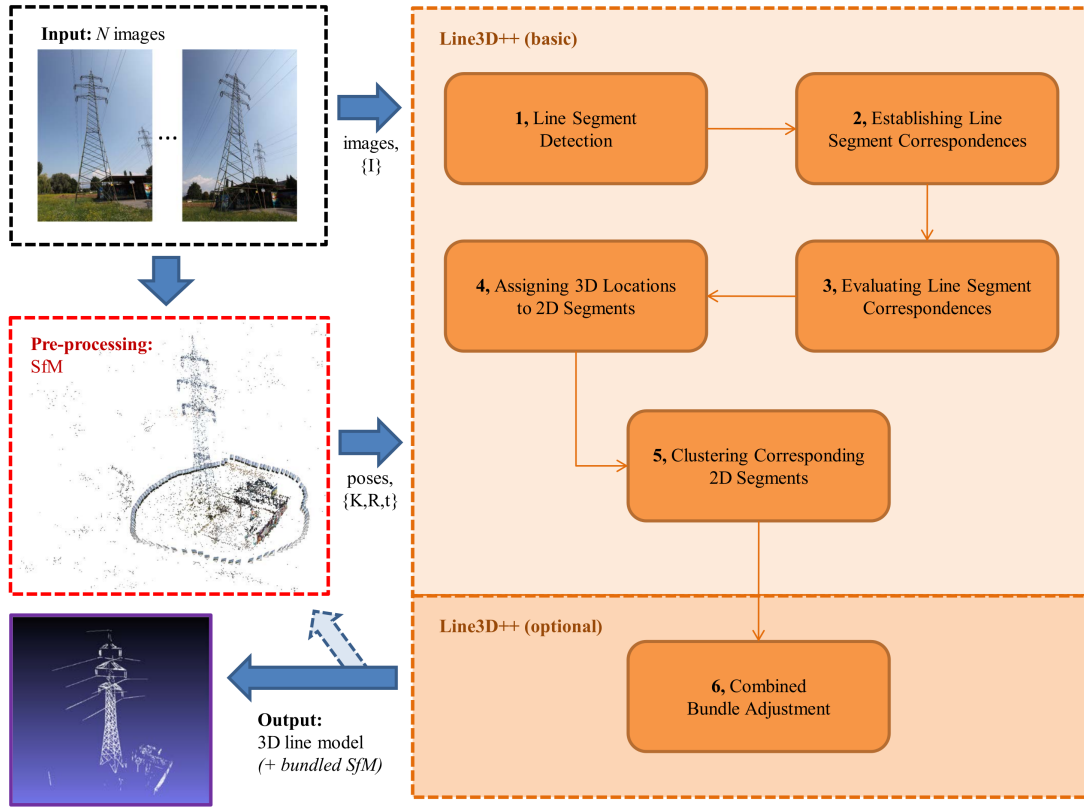 Input: N images
...
images,
{I}
Pre-processing:
SfM
poses,
{K,R,t}
Output:
3D line model
(+ bundled SfM)
Line3D++ (basic)
1, Line Segment
Detection
2, Establishing Line
Segment Correspondences
3, Evaluating Line Segment
Correspondences
4, Assigning 3D Locations
to 2D Segments
5, Clustering Corresponding
2D Segments
Line3D++ (optional)
6, Combined
Bundle Adjustment